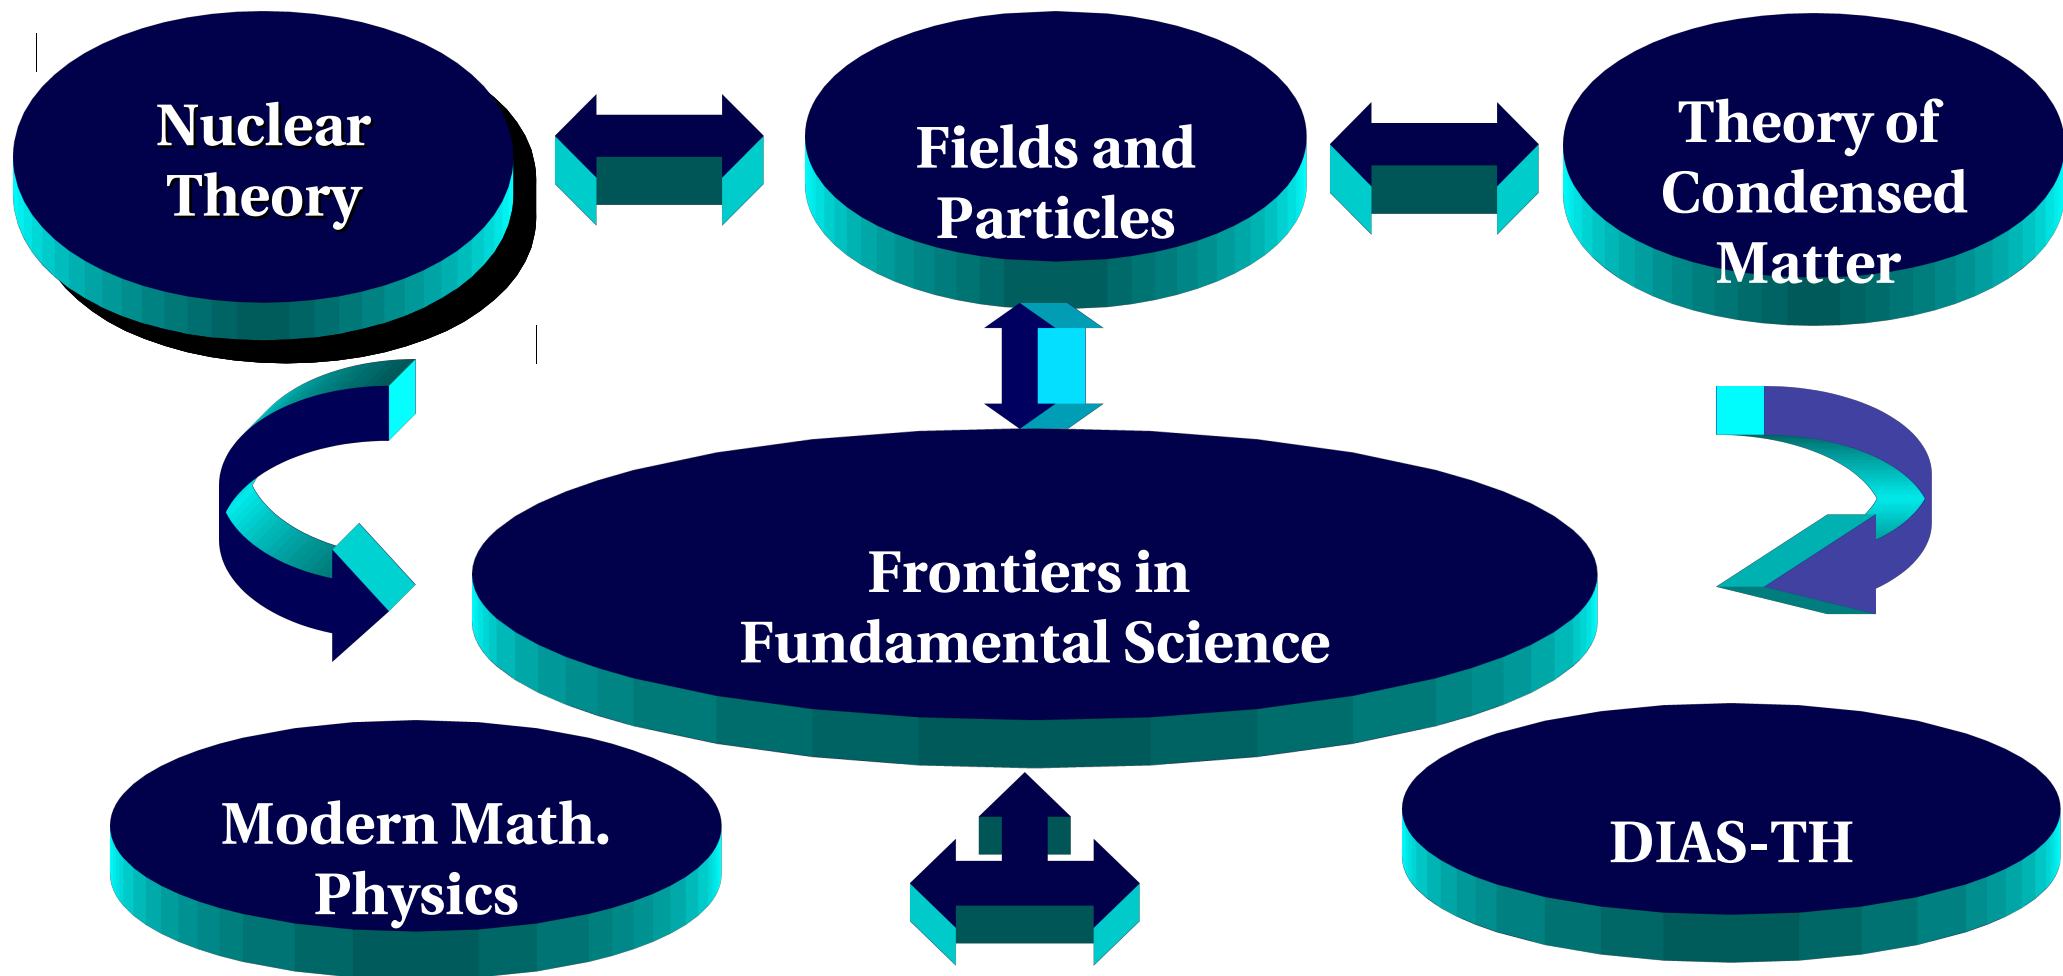 Nuclear
Theory
Fields and
Particles
Theory of
Condensed
Matter
Frontiers in
Fundamental Science
Modern Math.
Physics
DIAS-TH